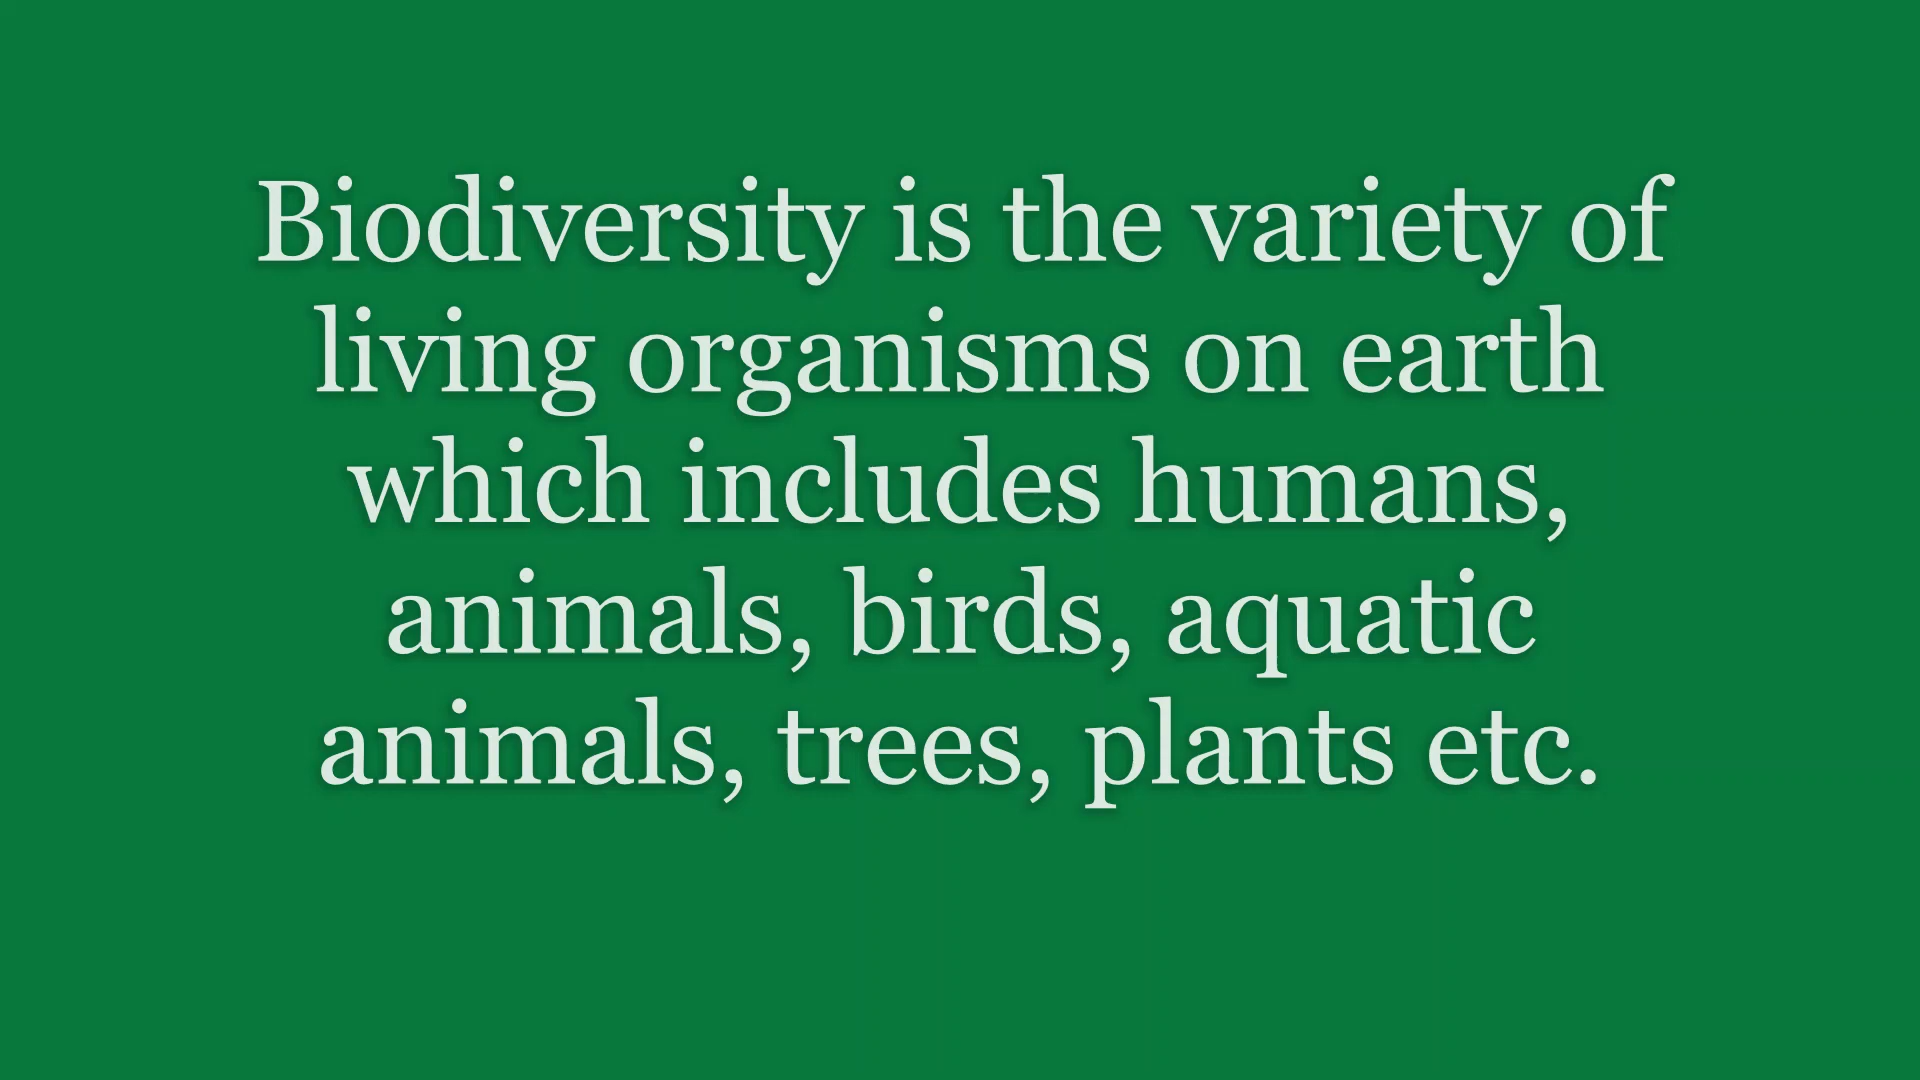 Biodiversity is the variety of
living organisms on earth
which includes humans,
animals, birds, aquatic
animals, trees, plants etc.